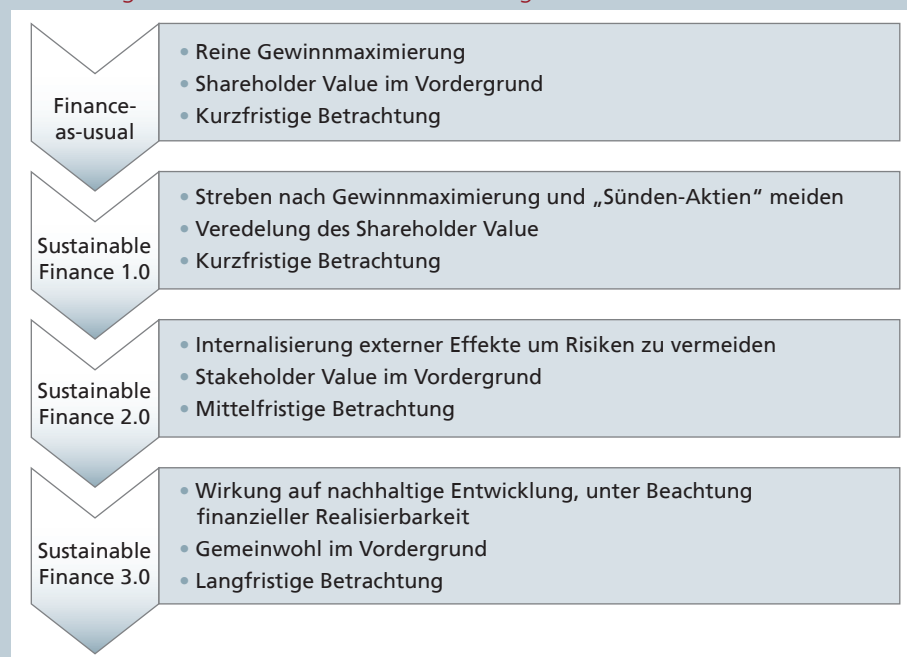 Finance-
as-usual
• Reine Gewinnmaximierung
• Shareholder Value im Vordergrund
• Kurzfristige Betrachtung
Sustainable
Finance 1.0
• Streben nach Gewinnmaximierung und „Sünden-Aktien“ meiden
• Veredelung des Shareholder Value
• Kurzfristige Betrachtung
Sustainable
Finance 2.0
• Internalisierung externer Effekte um Risiken zu vermeiden
• Stakeholder Value im Vordergrund
• Mittelfristige Betrachtung
Sustainable
Finance 3.0
• Wirkung auf nachhaltige Entwicklung, unter Beachtung
finanzieller Realisierbarkeit
• Gemeinwohl im Vordergrund
• Langfristige Betrachtung